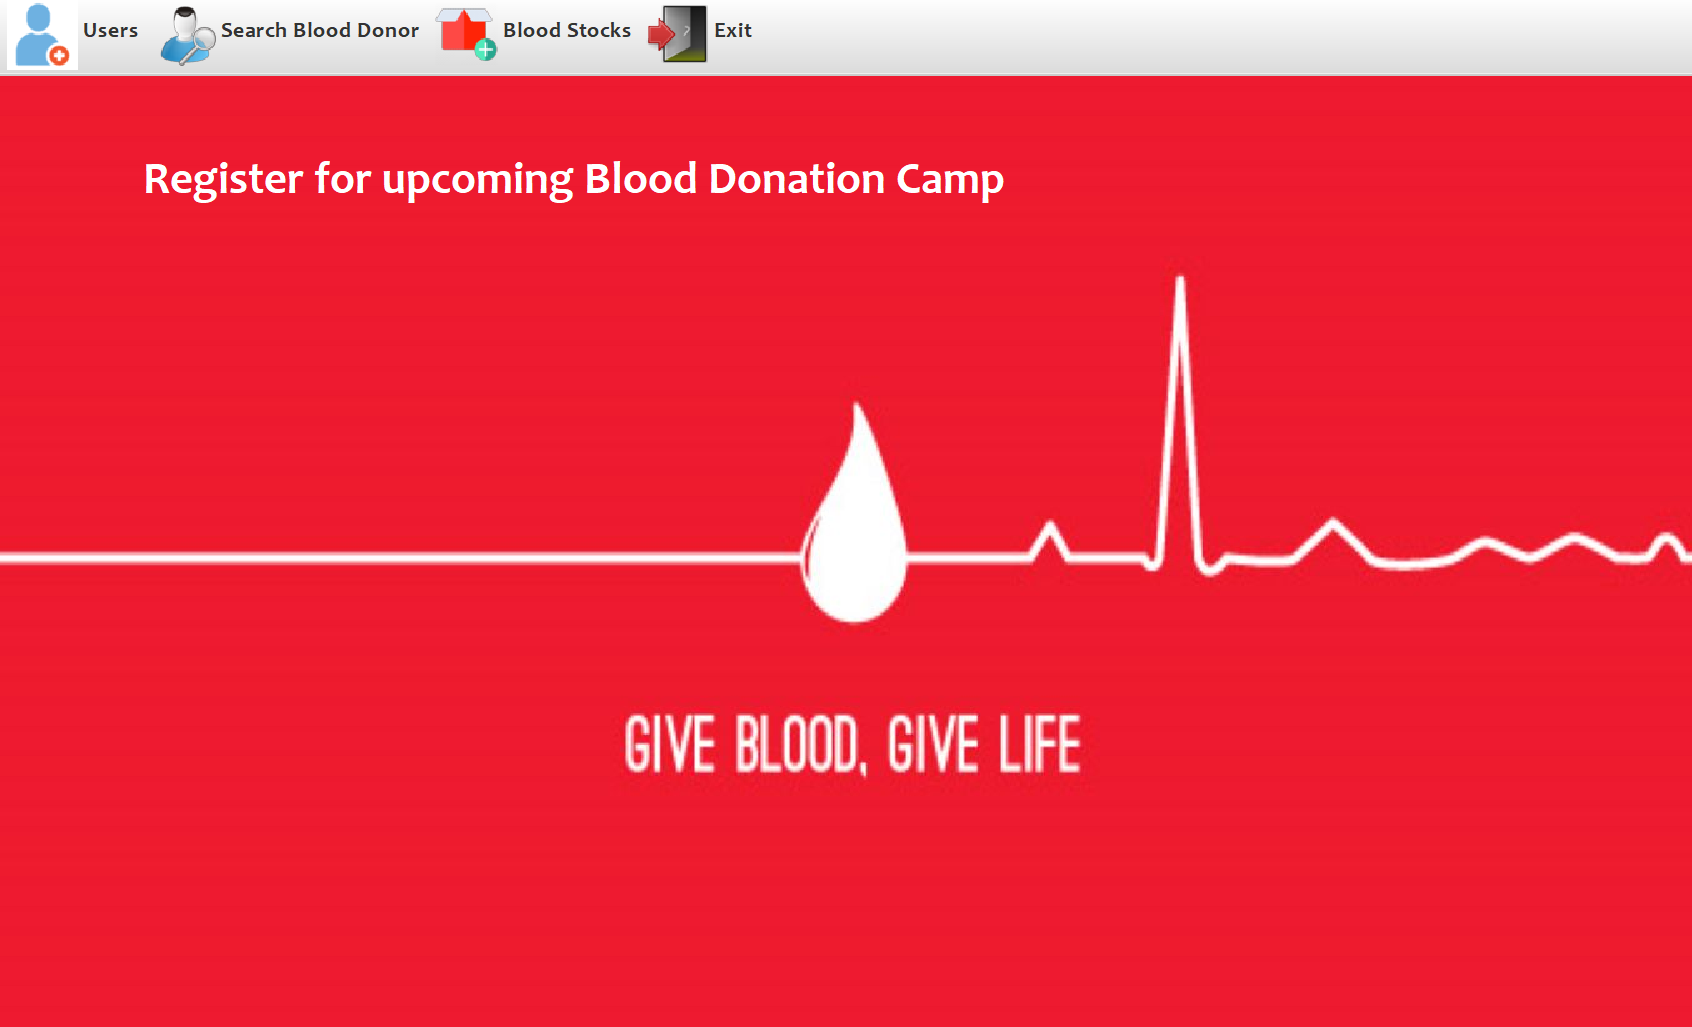 Users Search Blood Donor Blood Stocks Exit
Register for upcoming Blood Donation Camp
GIVE BLOOD, GIVE LIFE